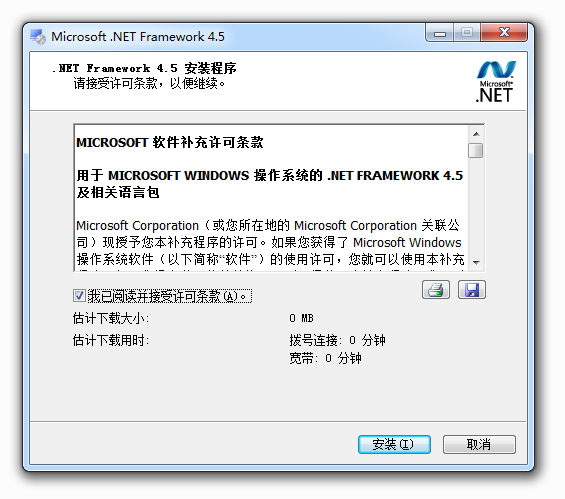 Microsoft .NET Framework 4.5
.NET Framework 4.5 安装程序
请接受许可条款，以便继续。
Microsoft®
.NET
MICROSOFT 软件补充许可条款
用于 MICROSOFT WINDOWS 操作系统的 .NET FRAMEWORK 4.5
及相关语言包
Microsoft Corporation（或您所在地的 Microsoft Corporation 关联公
司）现授予您本补充程序的许可。如果您获得了 Microsoft Windows
操作系统软件（以下简称“软件”）的使用许可，您就可以使用本补充
我已阅读并接受许可条款(A)。
估计下载大小: 0 MB
估计下载用时: 拨号连接: 0 分钟
宽带: 0 分钟
安装(I) 取消